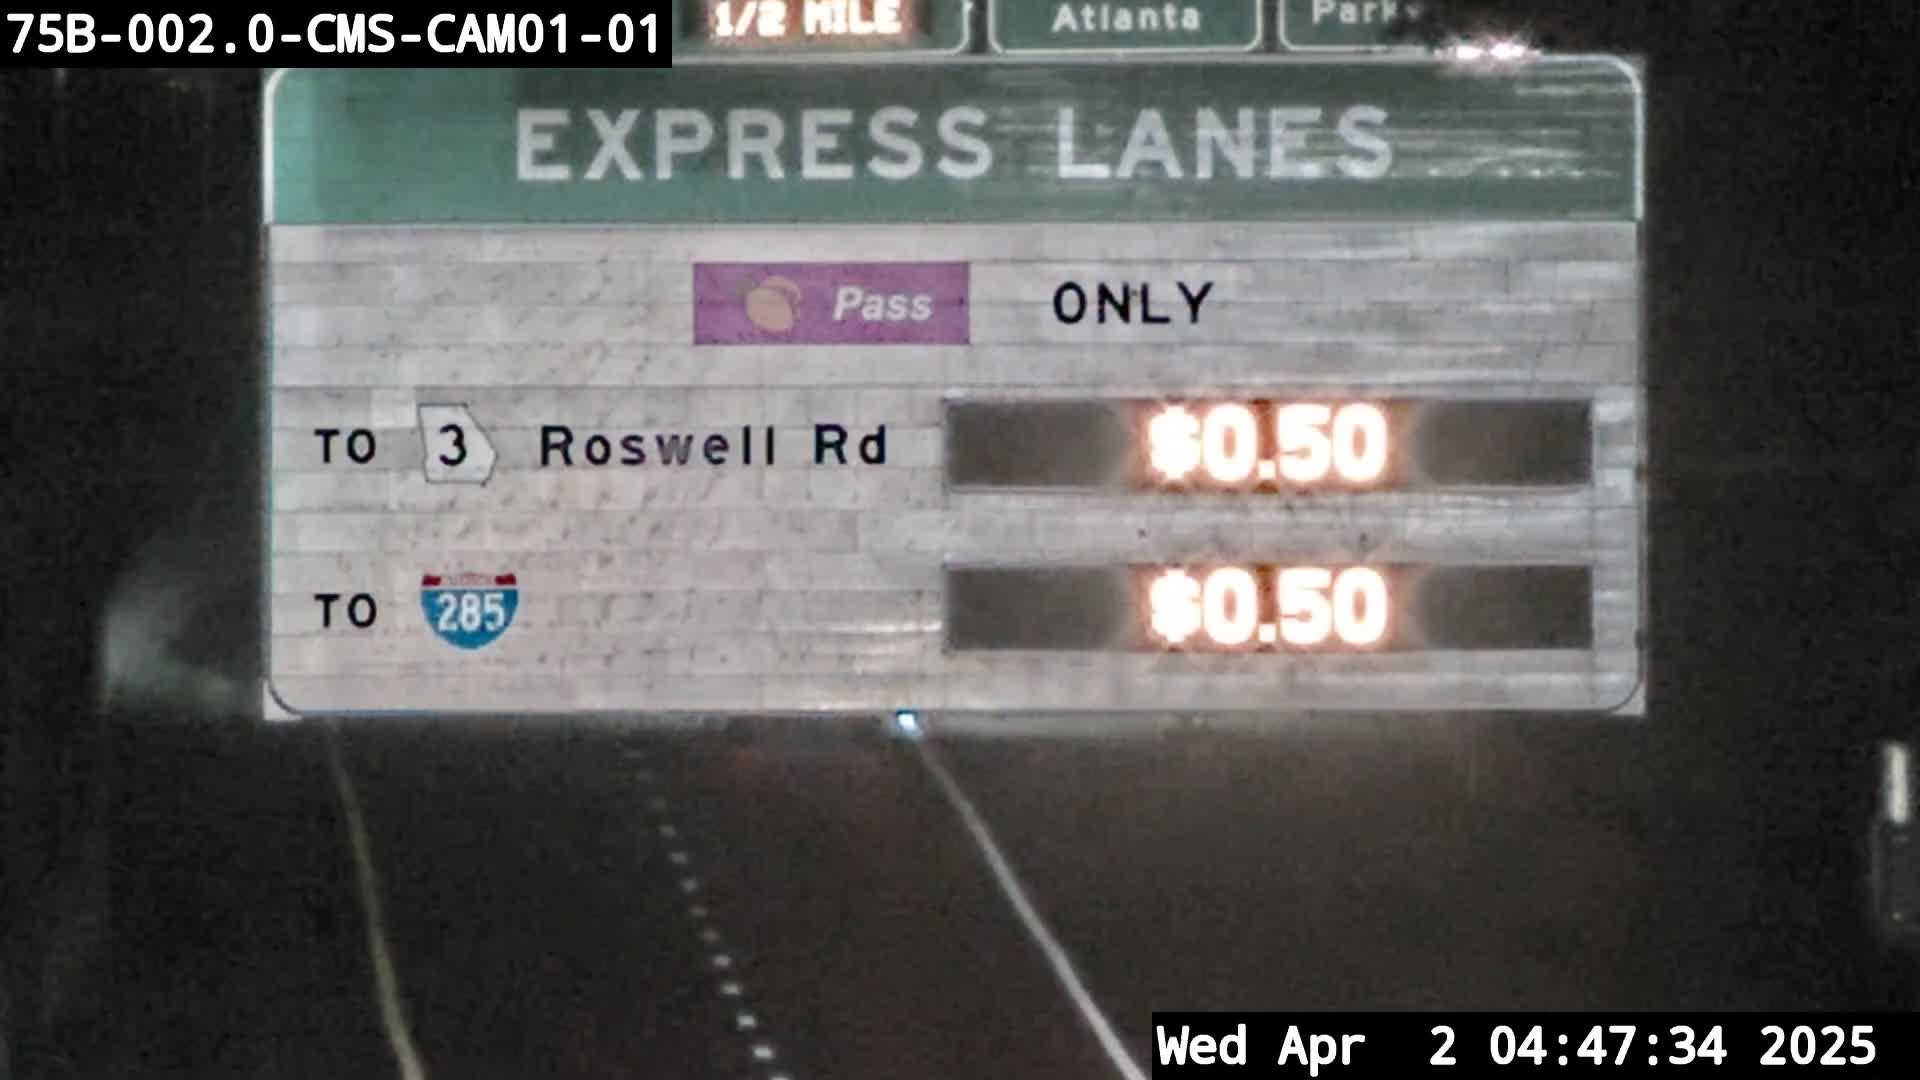 75B-002.0-CMS-CAM01-01
1/2 MILE
Atlanta
EXPRESS LANES
Pass ONLY
TO 3 Roswell Rd $0.50
TO 285 $0.50
Wed Apr 2 04:47:34 2025